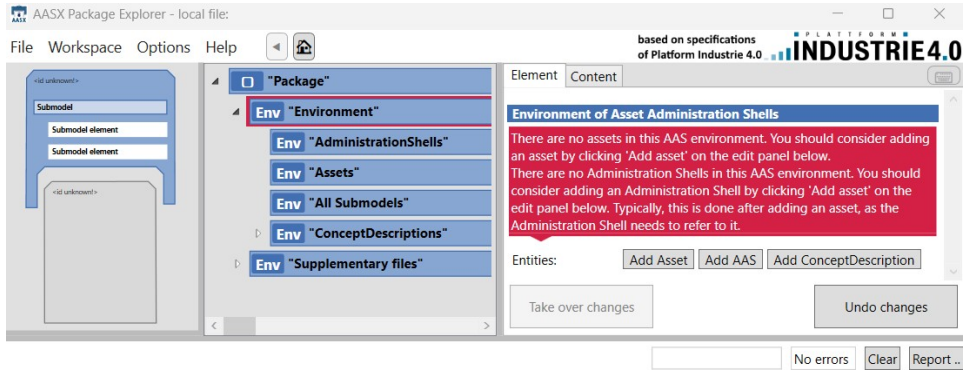 AASX
AASX Package Explorer - local file:
File Workspace Options Help
based on specifications
of Platform Industrie 4.0
PLATTFORM
INDUSTRIE4.0
<id unknown!>
Submodel
Submodel element
Submodel element
<id unknown!>
"Package"
Env "Environment"
Env "AdministrationShells"
Env "Assets"
Env "All Submodels"
Env "ConceptDescriptions"
Env "Supplementary files"
Element Content
Environment of Asset Administration Shells
There are no assets in this AAS environment. You should consider adding
an asset by clicking 'Add asset' on the edit panel below.
There are no Administration Shells in this AAS environment. You should
consider adding an Administration Shell by clicking 'Add asset' on the
edit panel below. Typically, this is done after adding an asset, as the
Administration Shell needs to refer to it.
Entities: Add Asset Add AAS Add ConceptDescription
Take over changes Undo changes
No errors Clear Report ..